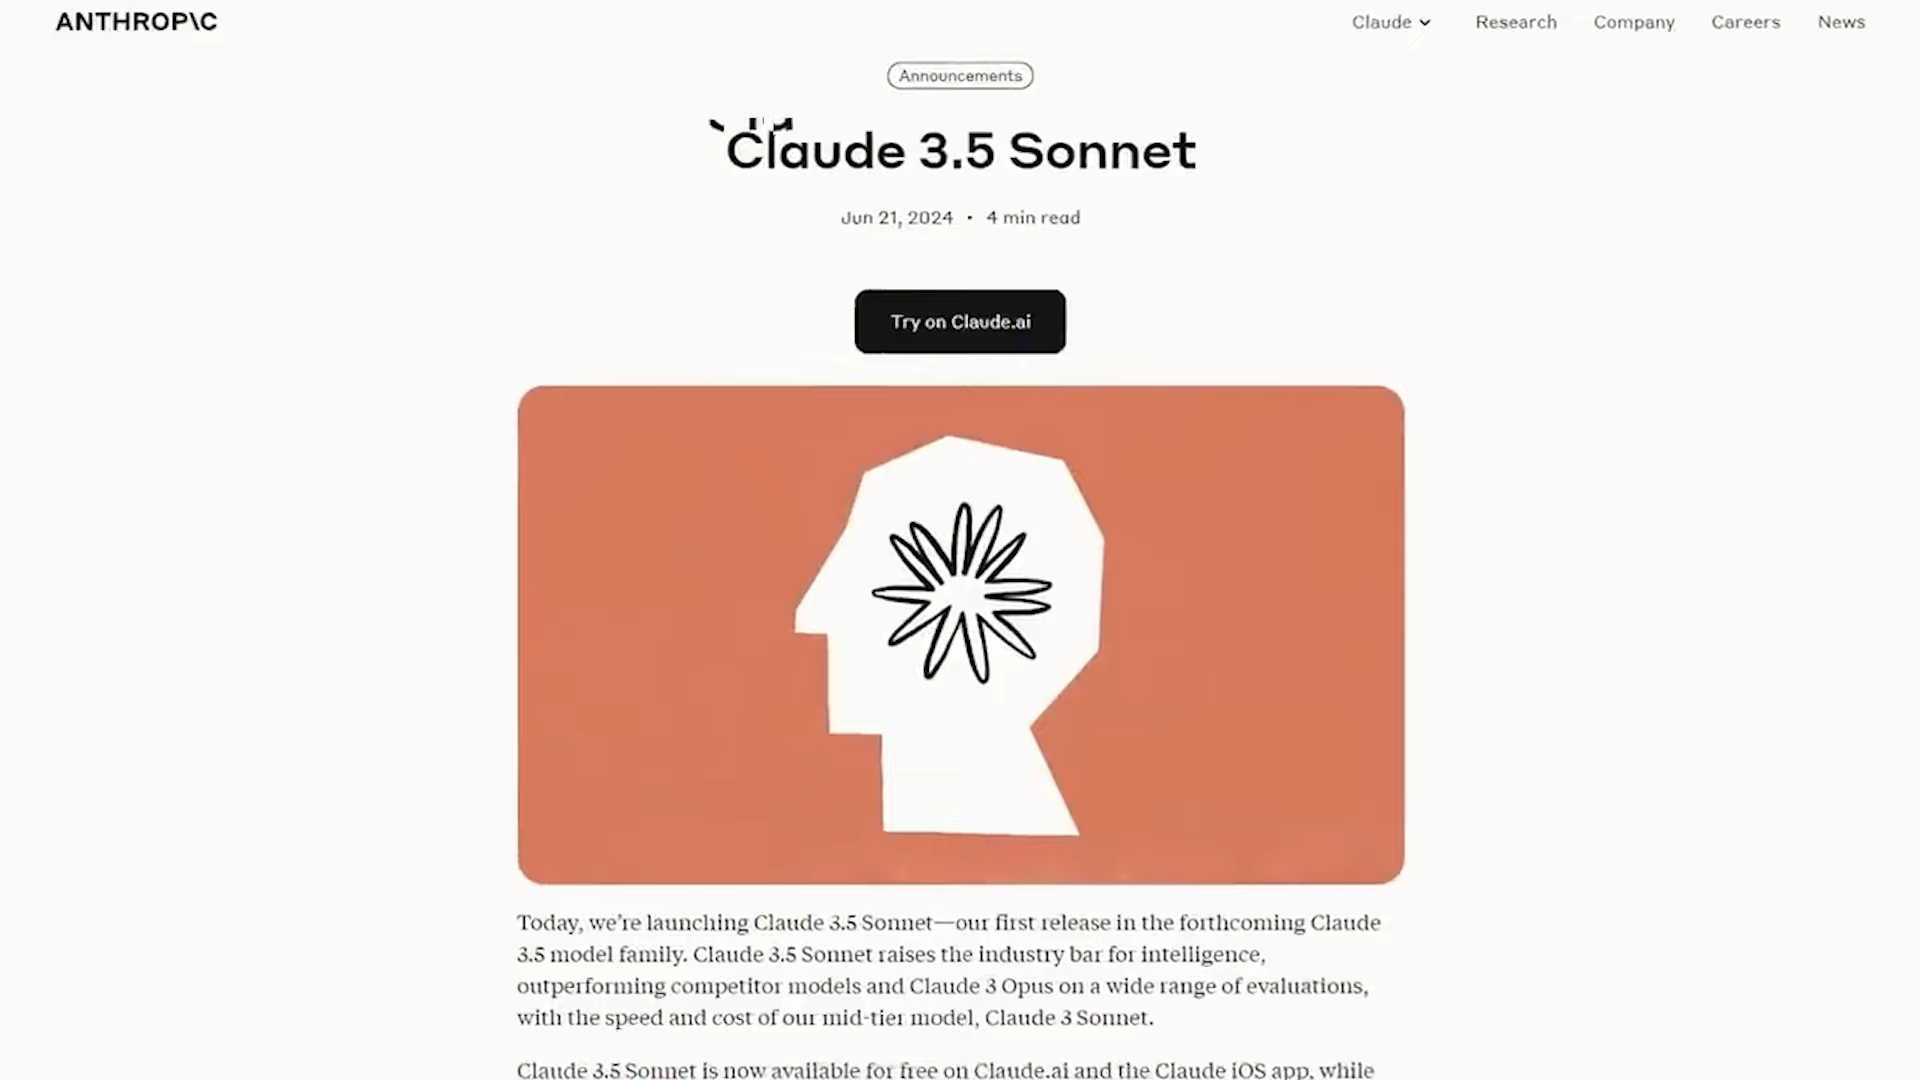 ANTHROP\C
Claude Research Company Careers News
Announcements
Claude 3.5 Sonnet
Jun 21, 2024 • 4 min read
Try on Claude.ai
Today, we’re launching Claude 3.5 Sonnet—our first release in the forthcoming Claude
3.5 model family. Claude 3.5 Sonnet raises the industry bar for intelligence,
outperforming competitor models and Claude 3 Opus on a wide range of evaluations,
with the speed and cost of our mid-tier model, Claude 3 Sonnet.
Claude 3.5 Sonnet is now available for free on Claude.ai and the Claude iOS app, while